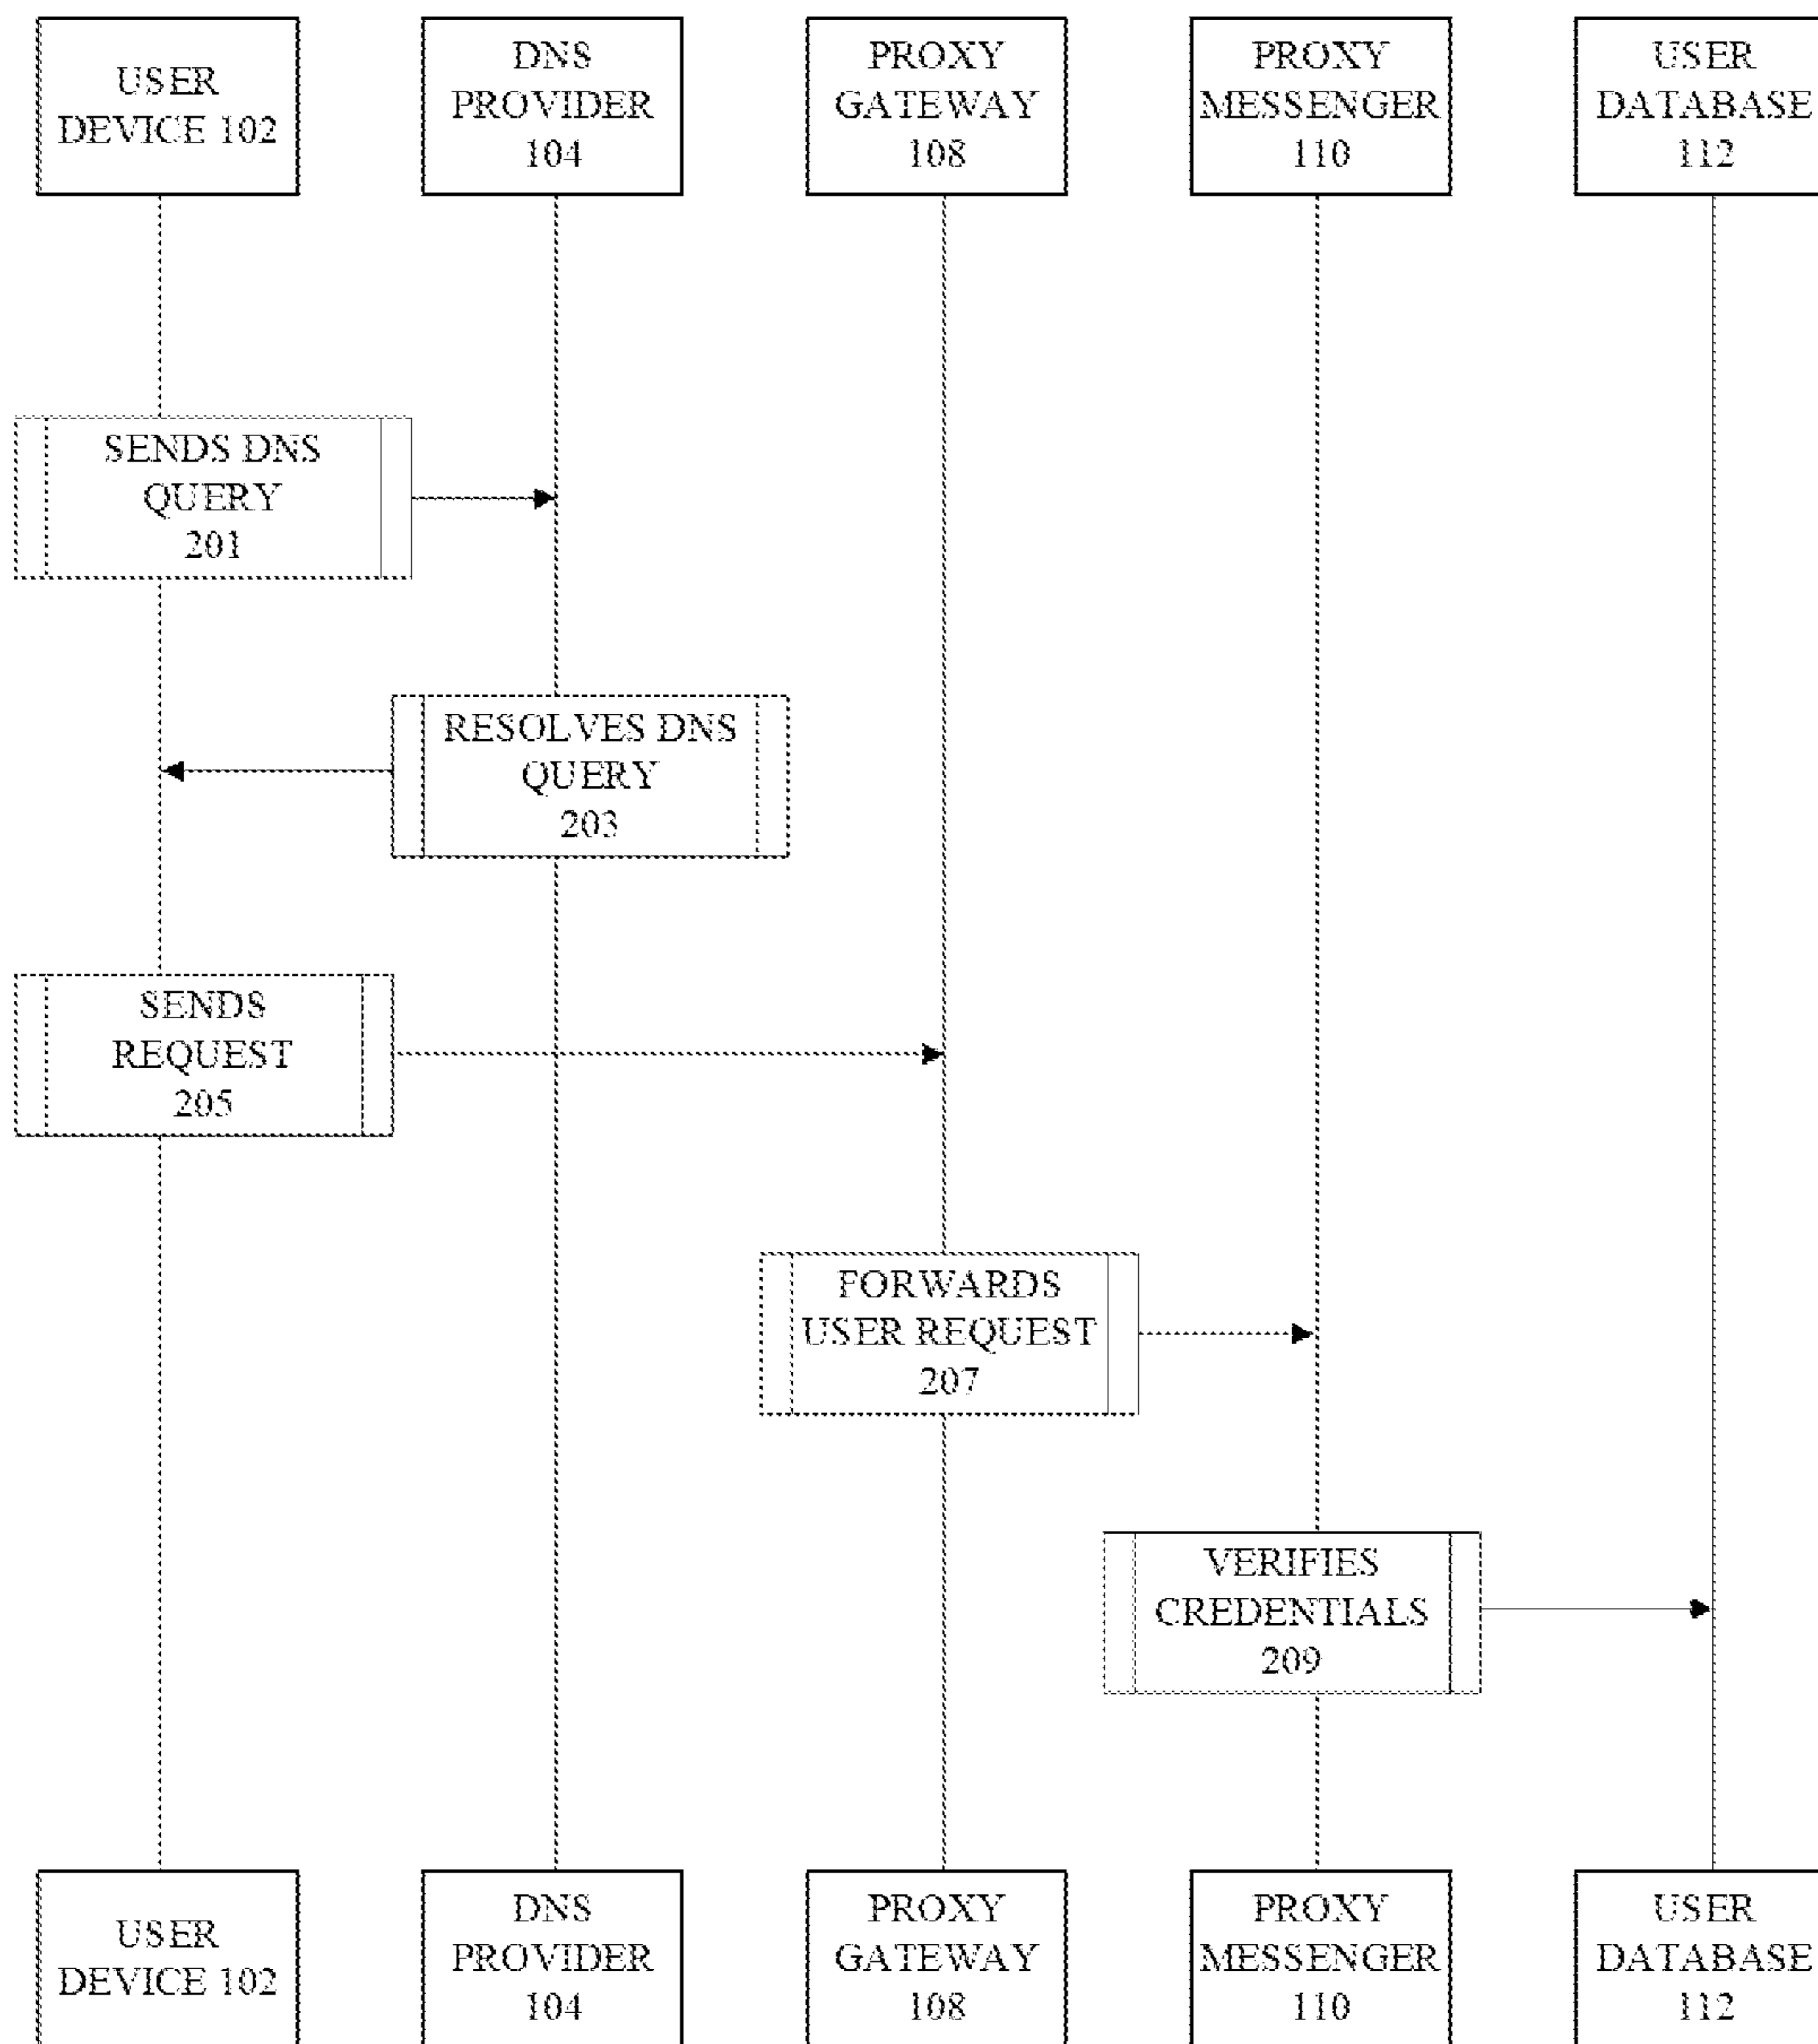 USER
DEVICE 102
DNS
PROVIDER
104
PROXY
GATEWAY
108
PROXY
MESSENGER
110
USER
DATABASE
112
SENDS DNS
QUERY
201
RESOLVES DNS
QUERY
203
SENDS
REQUEST
205
FORWARDS
USER REQUEST
207
VERIFIES
CREDENTIALS
209
USER
DEVICE 102
DNS
PROVIDER
104
PROXY
GATEWAY
108
PROXY
MESSENGER
110
USER
DATABASE
112